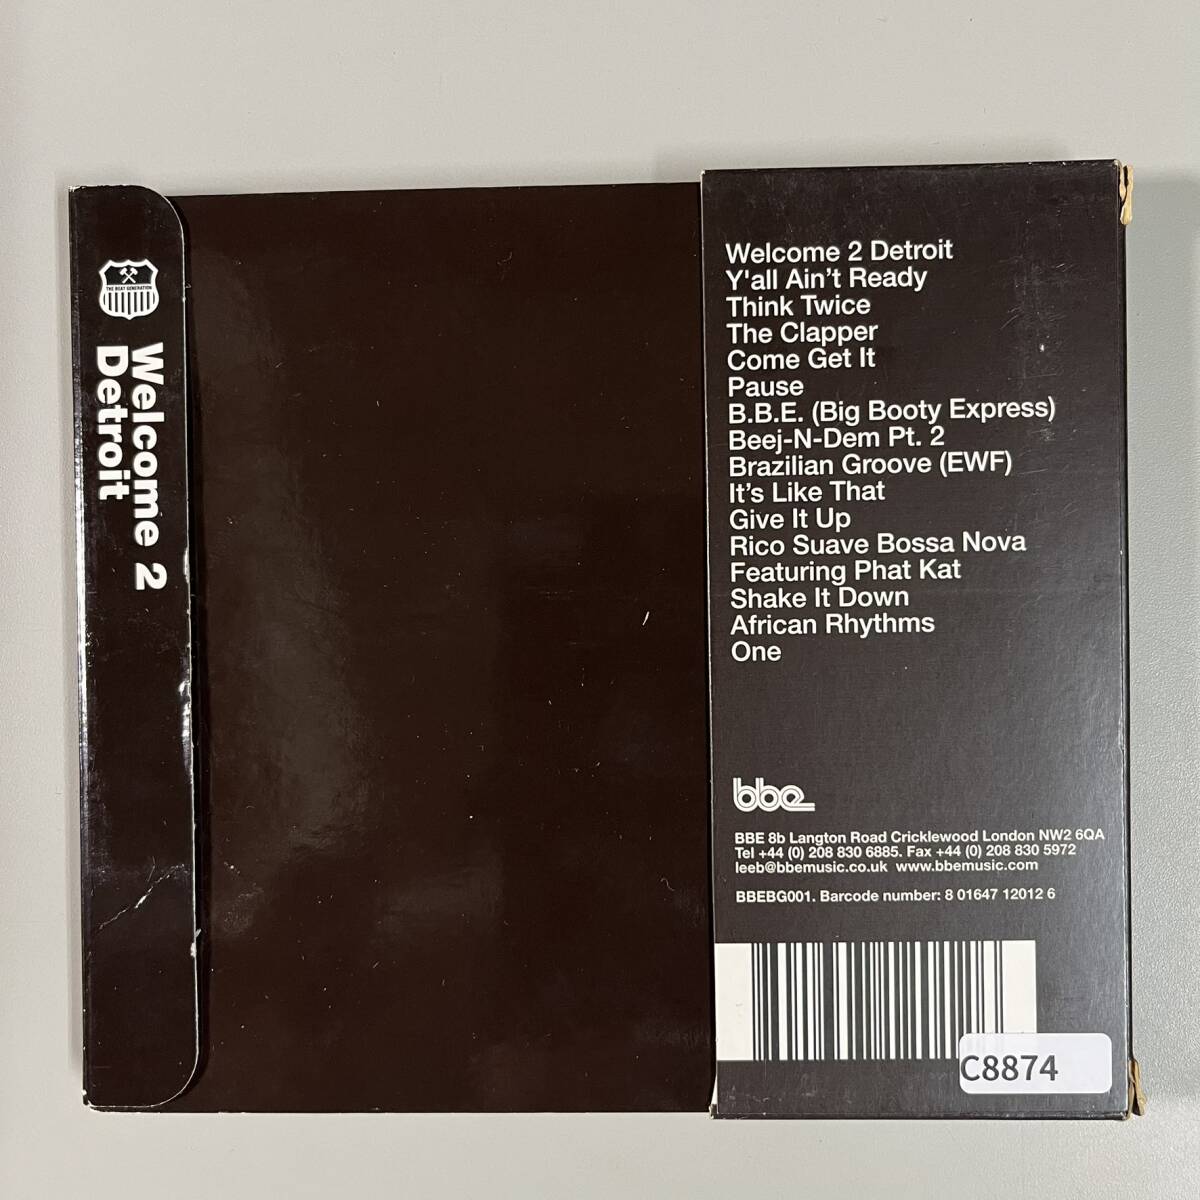 THE BEAT GENERATION
Welcome 2
Detroit
Welcome 2 Detroit
Y'all Ain't Ready
Think Twice
The Clapper
Come Get It
Pause
B.B.E. (Big Booty Express)
Beej-N-Dem Pt. 2
Brazilian Groove (EWF)
It's Like That
Give It Up
Rico Suave Bossa Nova
Featuring Phat Kat
Shake It Down
African Rhythms
One
bbe
BBE 8b Langton Road Cricklewood London NW2 6QA
Tel +44 (0) 208 830 6885. Fax +44 (0) 208 830 5972
leeb@bbemusic.co.uk www.bbemusic.com
BBEBG001. Barcode number: 8 01647 12012 6
C8874